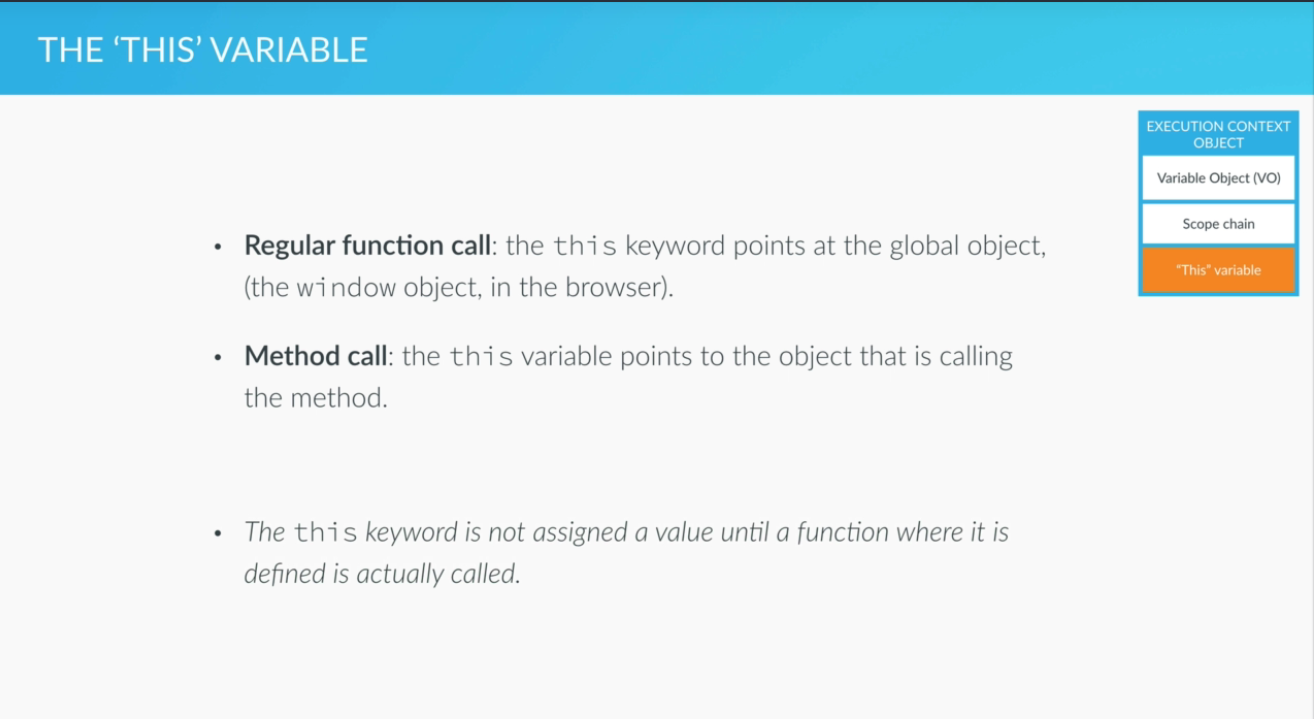 THE ‘THIS’ VARIABLE
EXECUTION CONTEXT
OBJECT
Variable Object (VO)
Scope chain
“This” variable
• Regular function call: the this keyword points at the global object,
(the window object, in the browser).
• Method call: the this variable points to the object that is calling
the method.
• The this keyword is not assigned a value until a function where it is
defined is actually called.